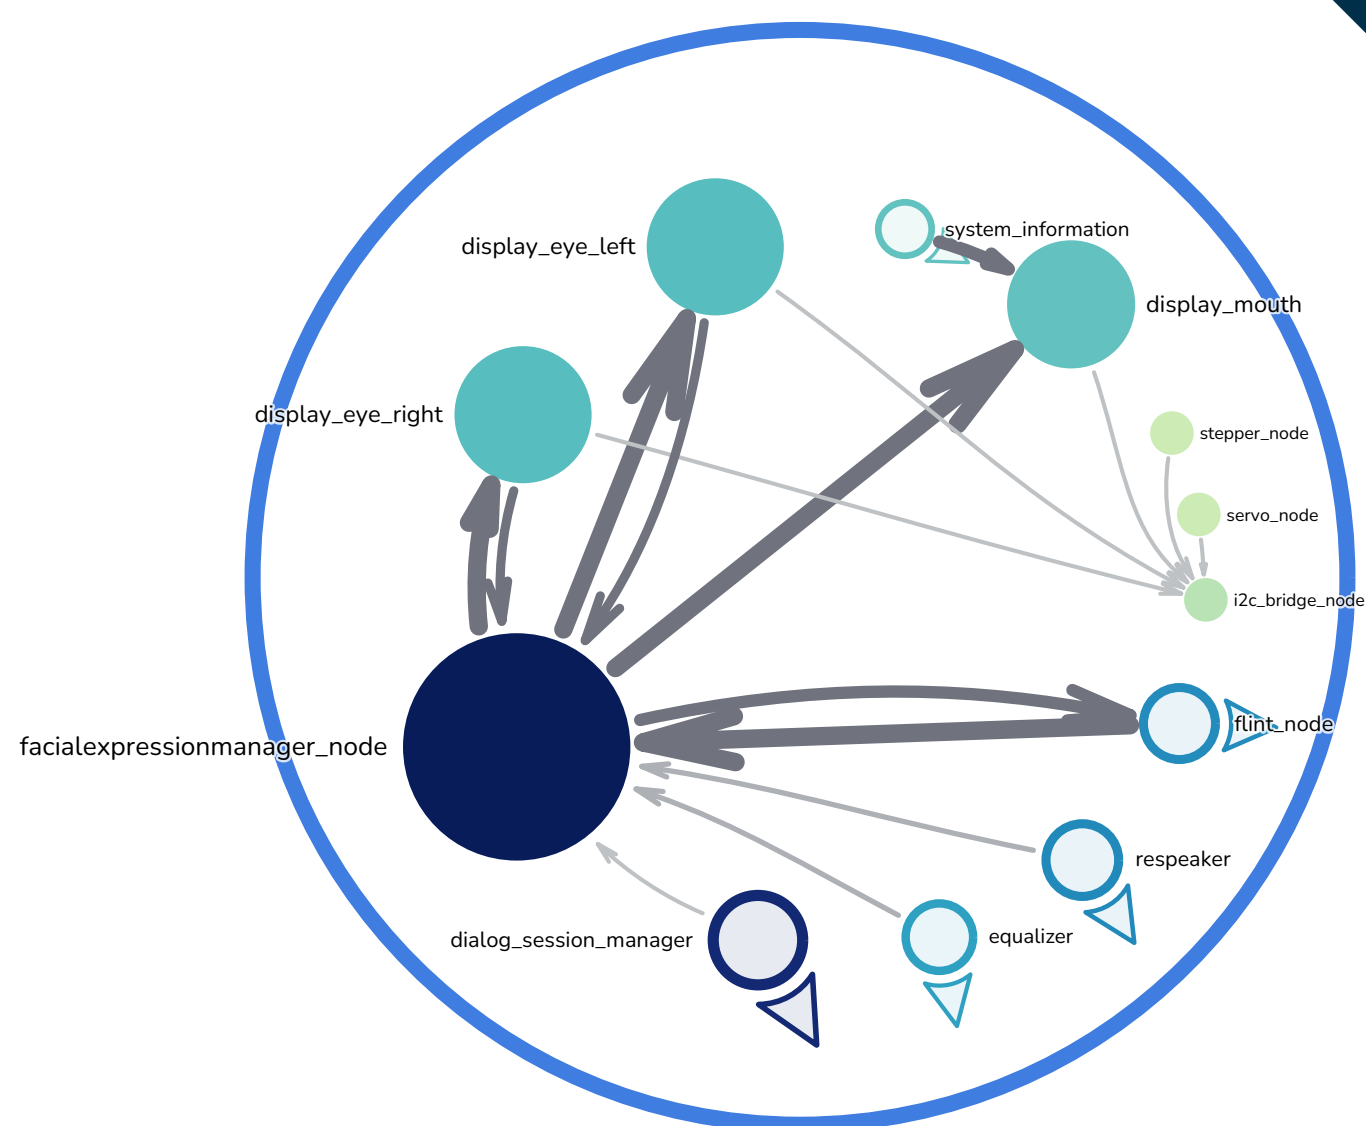 system_information
display_eye_left
display_mouth
display_eye_right
stepper_node
servo_node
i2c_bridge_node
flint_node
facialexpressionmanager_node
respeaker
equalizer
dialog_session_manager